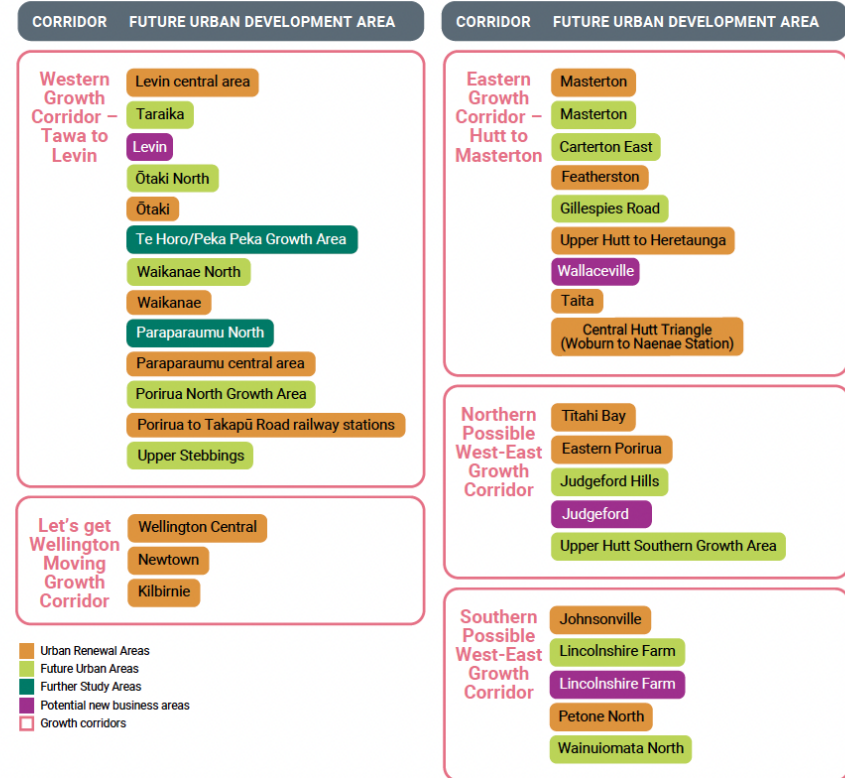 CORRIDOR FUTURE URBAN DEVELOPMENT AREA
Western
Growth
Corridor –
Tawa to
Levin
Levin central area
Taraika
Levin
Ōtaki North
Ōtaki
Te Horo/Peka Peka Growth Area
Waikanae North
Waikanae
Paraparaumu North
Paraparaumu central area
Porirua North Growth Area
Porirua to Takapū Road railway stations
Upper Stebbings
Let's get
Wellington
Moving
Growth
Corridor
Wellington Central
Newtown
Kilbirnie
Urban Renewal Areas
Future Urban Areas
Further Study Areas
Potential new business areas
Growth corridors
CORRIDOR FUTURE URBAN DEVELOPMENT AREA
Eastern
Growth
Corridor –
Hutt to
Masterton
Masterton
Masterton
Carterton East
Featherston
Gillespies Road
Upper Hutt to Heretaunga
Wallaceville
Taita
Central Hutt Triangle
(Woburn to Naenae Station)
Northern
Possible
West-East
Growth
Corridor
Tītahi Bay
Eastern Porirua
Judgeford Hills
Judgeford
Upper Hutt Southern Growth Area
Southern
Possible
West-East
Growth
Corridor
Johnsonville
Lincolnshire Farm
Lincolnshire Farm
Petone North
Wainuiomata North